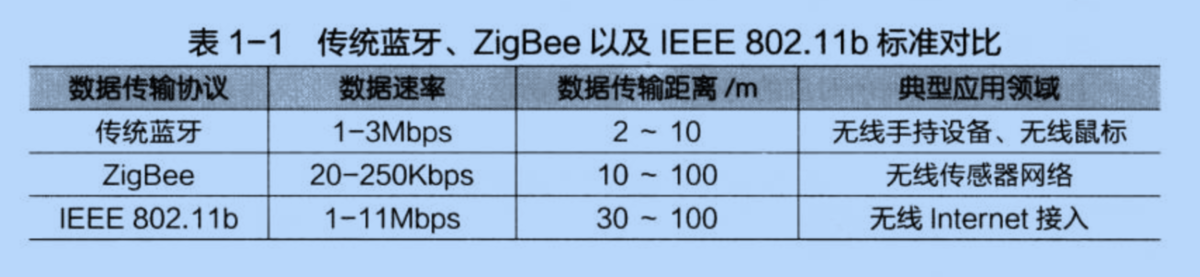 表 1-1 传统蓝牙、ZigBee 以及 IEEE 802.11b 标准对比
数据传输协议 数据速率 数据传输距离 /m 典型应用领域
传统蓝牙 1-3Mbps 2 ~ 10 无线手持设备、无线鼠标
ZigBee 20-250Kbps 10 ~ 100 无线传感器网络
IEEE 802.11b 1-11Mbps 30 ~ 100 无线 Internet 接入